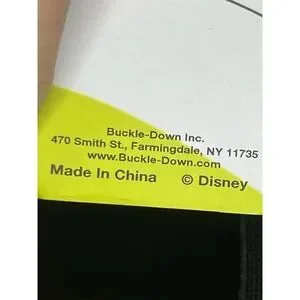 Buckle-Down Inc.
470 Smith St., Farmingdale, NY 11735
www.Buckle-Down.com
Made In China © Disney